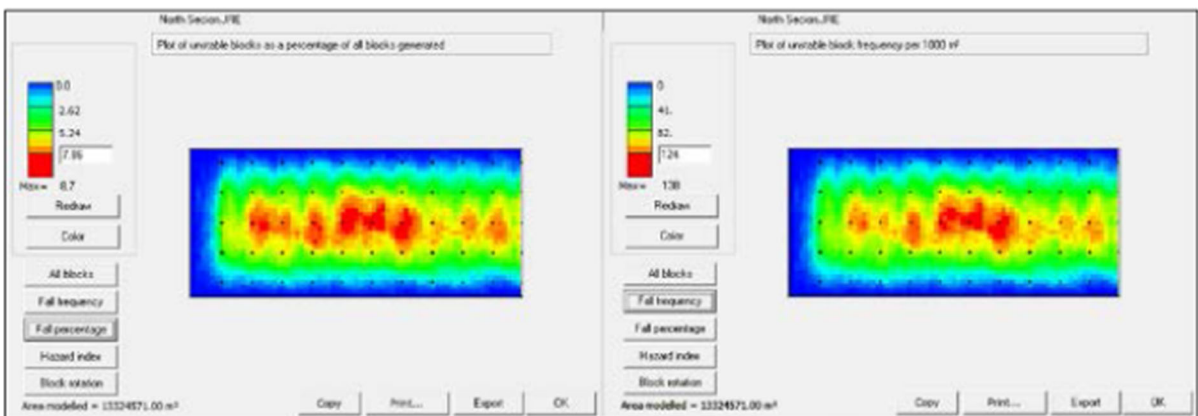 North Secion.JRIE
Plot of unstable blocks as a percentage of all blocks generated
0.0
2.62
5.24
7.86
Max = 8.7
Redraw
Color
All blocks
Fall frequency
Fall percentage
Hazard index
Block rotation
Area modelled = 13324571.00 m²
Copy
Print...
Export
OK
North Secion.JRIE
Plot of unstable block frequency per 1000 m²
0
41.
82.
124
Max = 138
Redraw
Color
All blocks
Fall frequency
Fall percentage
Hazard index
Block rotation
Area modelled = 13324571.00 m²
Copy
Print...
Export
OK